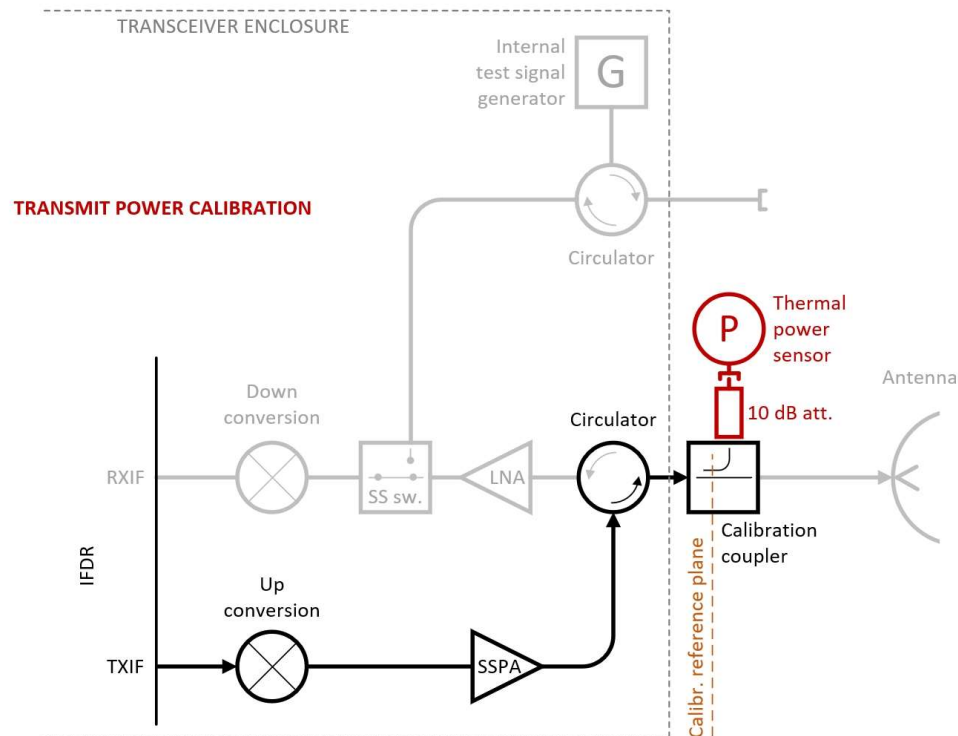 TRANSCEIVER ENCLOSURE
Internal
test signal
generator
G
TRANSMIT POWER CALIBRATION
Circulator
Thermal
power
sensor
P
Antenna
Down
conversion
Circulator
10 dB att.
RXIF
SS sw.
LNA
Calibration
coupler
IFDR
Up
conversion
TXIF
SSPA
Calibr. reference plane